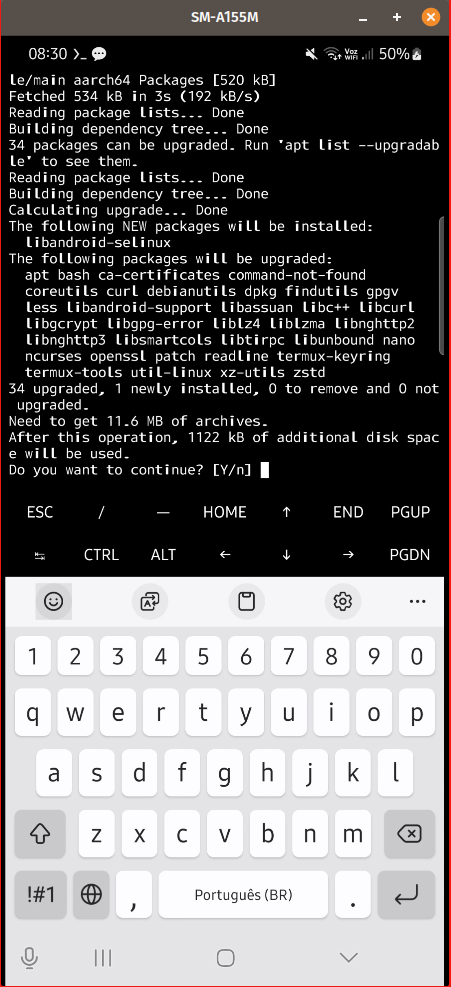 SM-A155M
08:30 >_ Voz WIFI 50%
le/main aarch64 Packages [520 kB]
Fetched 534 kB in 3s (192 kB/s)
Reading package lists... Done
Building dependency tree... Done
34 packages can be upgraded. Run 'apt list --upgradab
le' to see them.
Reading package lists... Done
Building dependency tree... Done
Calculating upgrade... Done
The following NEW packages will be installed:
  libandroid-selinux
The following packages will be upgraded:
  apt bash ca-certificates command-not-found
  coreutils curl debianutils dpkg findutils gpgv
  less libandroid-support libassuan libc++ libcurl
  libgcrypt libgpg-error liblz4 liblzma libnghttp2
  libnghttp3 libsmartcols libtirpc libunbound nano
  ncurses openssl patch readline termux-keyring
  termux-tools util-linux xz-utils zstd
34 upgraded, 1 newly installed, 0 to remove and 0 not
 upgraded.
Need to get 11.6 MB of archives.
After this operation, 1122 kB of additional disk spac
e will be used.
Do you want to continue? [Y/n]
ESC / — HOME ↑ END PGUP
↹ CTRL ALT ← ↓ → PGDN
1 2 3 4 5 6 7 8 9 0
q w e r t y u i o p
a s d f g h j k l
z x c v b n m
!#1 , Português (BR) .